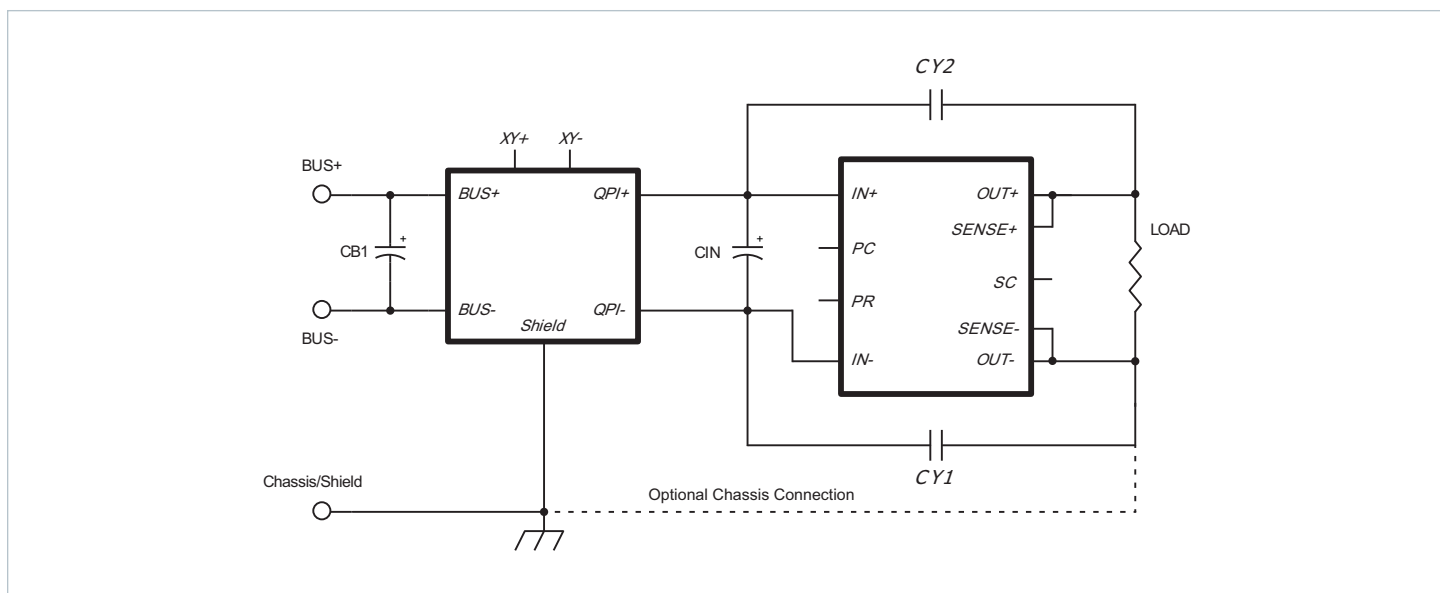 CY2
XY+ XY-
BUS+
BUS+ QPI+
IN+ OUT+
SENSE+
LOAD
CB1 +
CIN +
PC
SC
PR
BUS- QPI-
Shield
SENSE-
BUS-
IN- OUT-
CY1
Chassis/Shield
Optional Chassis Connection